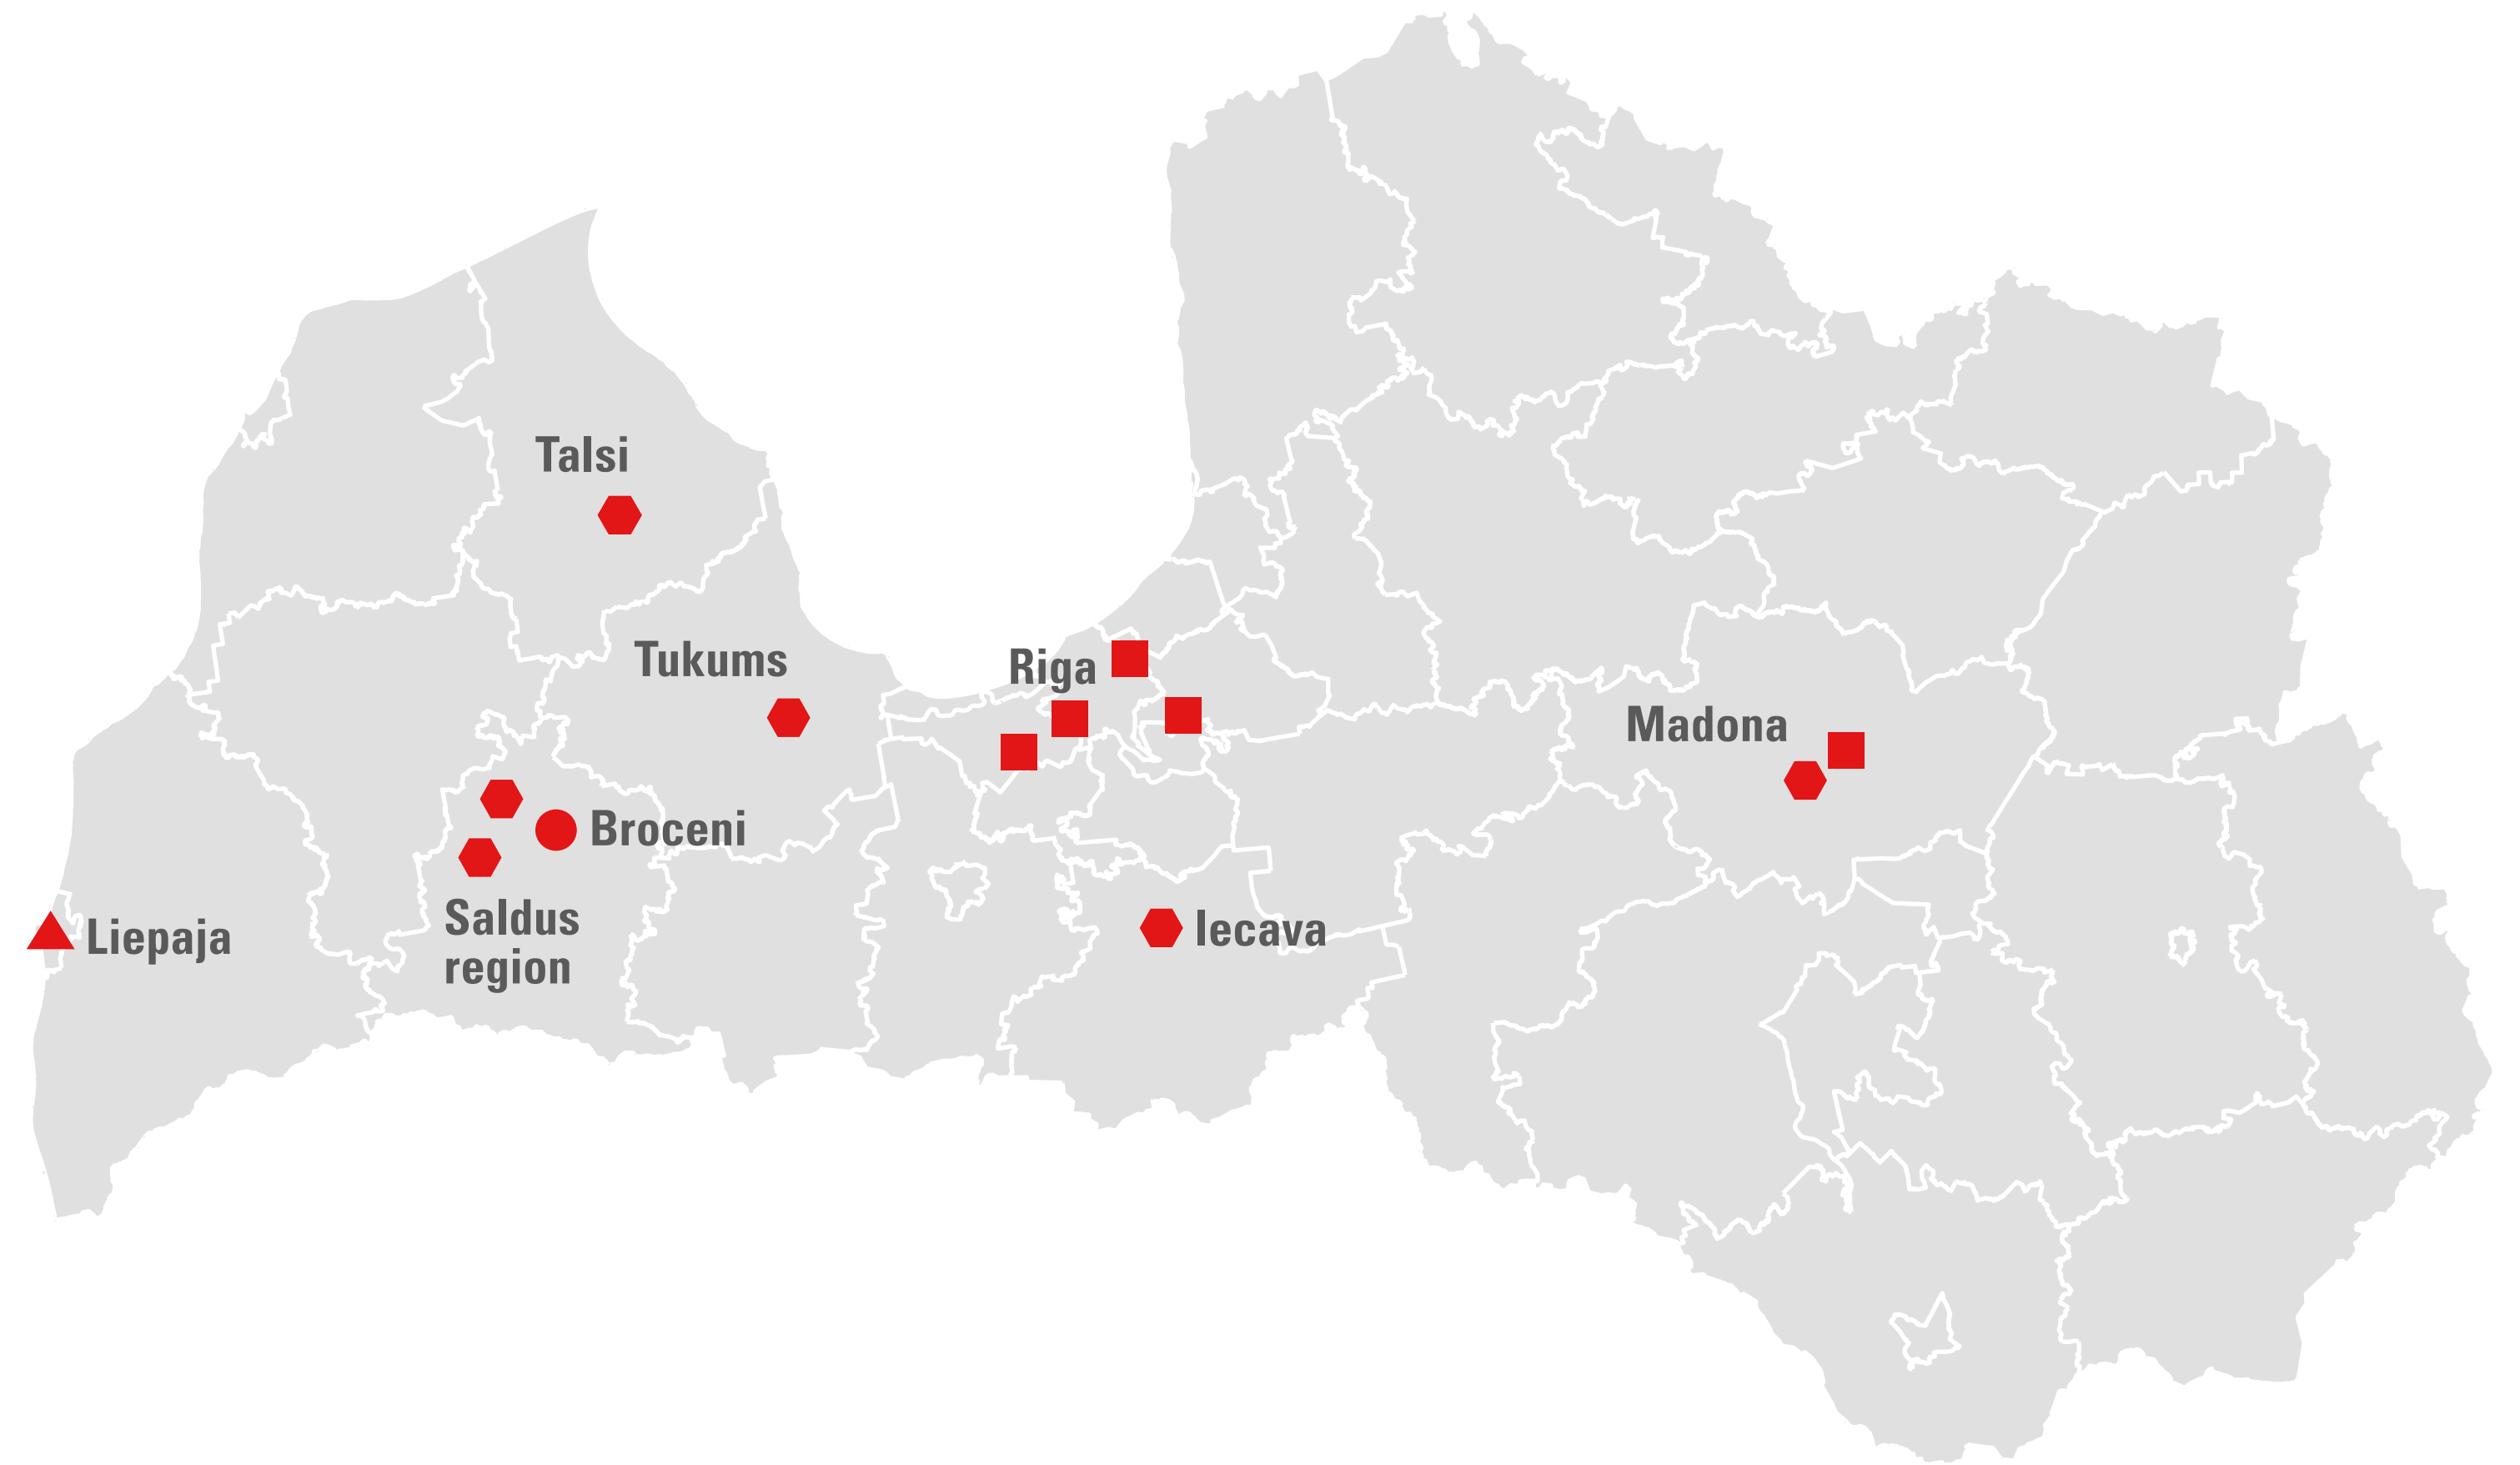 Talsi
Tukums
Riga
Madona
Broceni
Saldus
region
Liepaja
Iecava